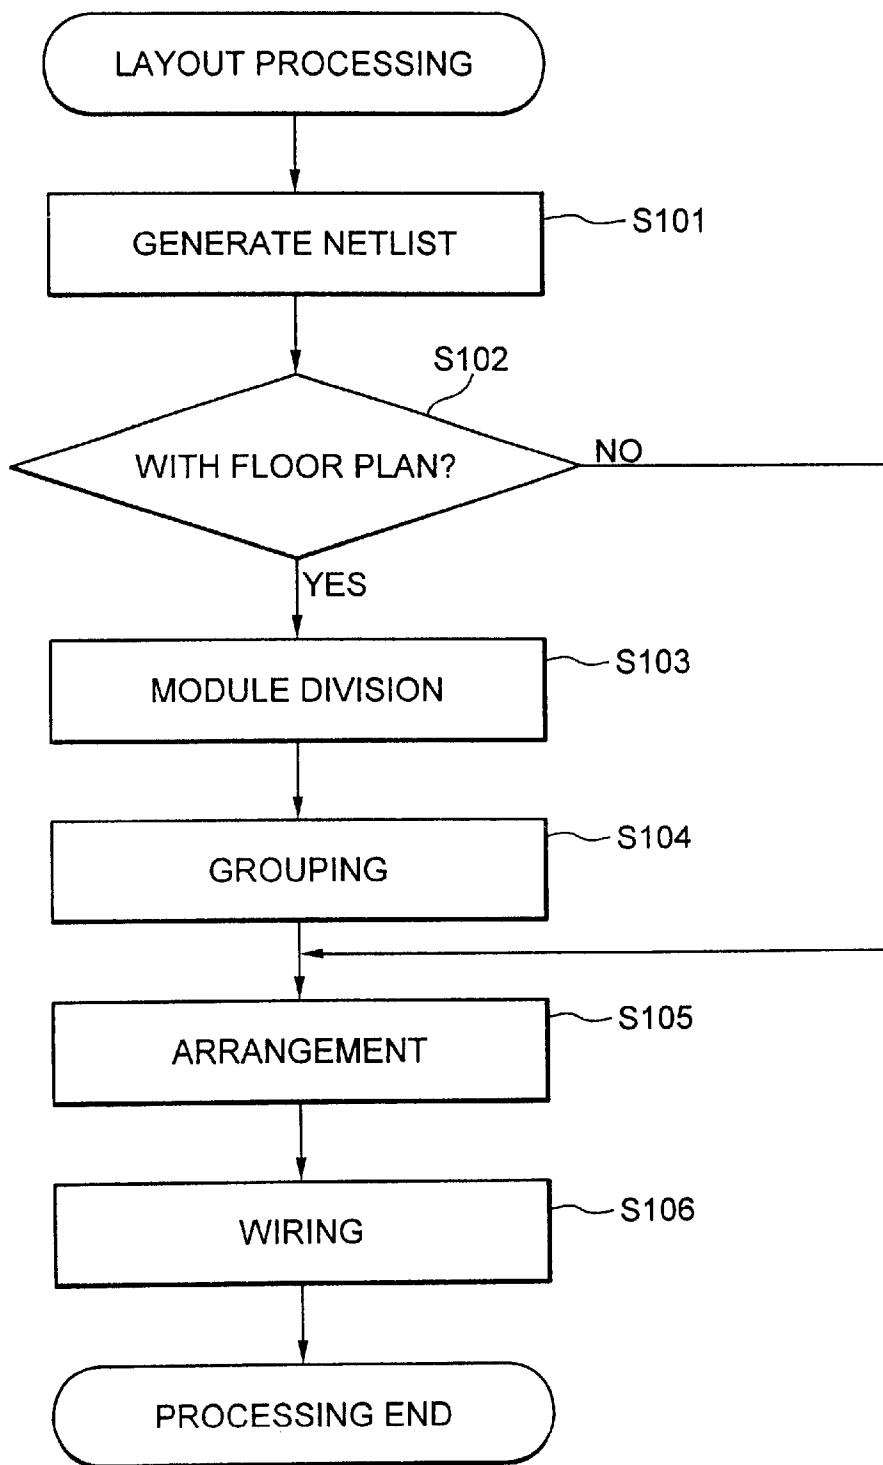 LAYOUT PROCESSING
GENERATE NETLIST
S101
S102
WITH FLOOR PLAN?
NO
YES
MODULE DIVISION
S103
GROUPING
S104
ARRANGEMENT
S105
WIRING
S106
PROCESSING END